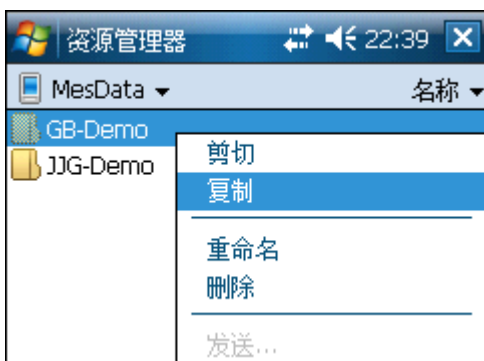 资源管理器 22:39
MesData 名称
GB-Demo
JJG-Demo
剪切
复制
重命名
删除
发送...